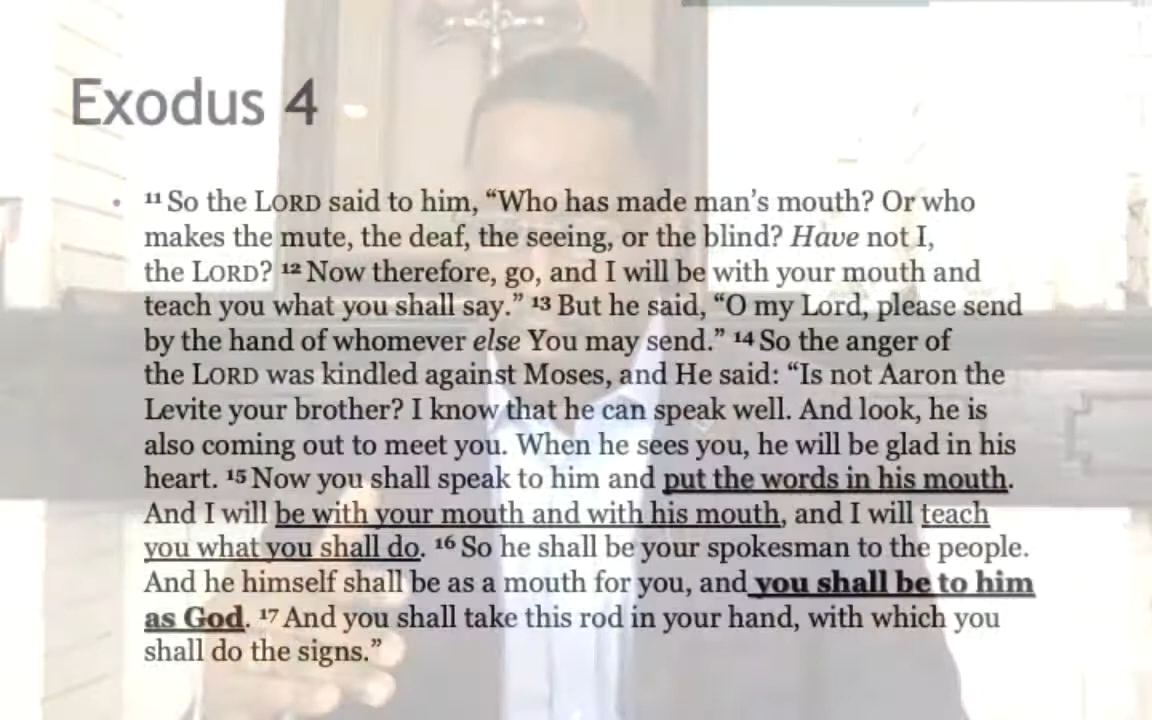 Exodus 4
• ¹¹ So the LORD said to him, “Who has made man’s mouth? Or who
makes the mute, the deaf, the seeing, or the blind? Have not I,
the LORD? ¹² Now therefore, go, and I will be with your mouth and
teach you what you shall say.” ¹³ But he said, “O my Lord, please send
by the hand of whomever else You may send.” ¹⁴ So the anger of
the LORD was kindled against Moses, and He said: “Is not Aaron the
Levite your brother? I know that he can speak well. And look, he is
also coming out to meet you. When he sees you, he will be glad in his
heart. ¹⁵ Now you shall speak to him and put the words in his mouth.
And I will be with your mouth and with his mouth, and I will teach
you what you shall do. ¹⁶ So he shall be your spokesman to the people.
And he himself shall be as a mouth for you, and you shall be to him
as God. ¹⁷ And you shall take this rod in your hand, with which you
shall do the signs.”